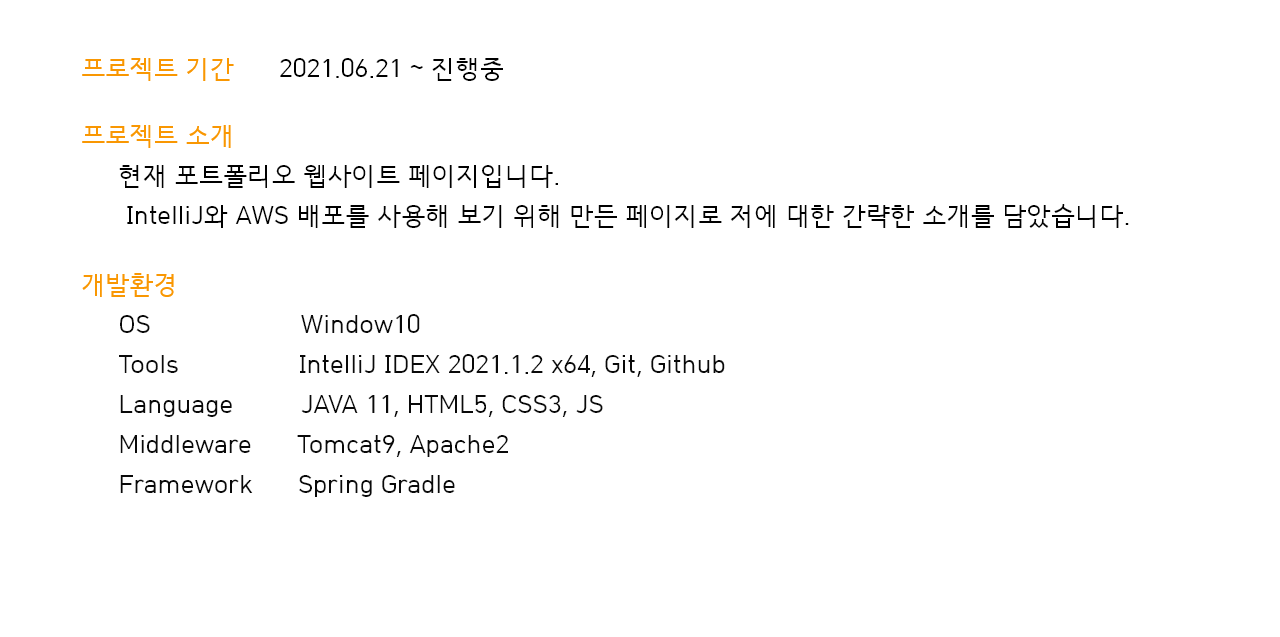 프로젝트 기간 2021.06.21 ~ 진행중
프로젝트 소개
현재 포트폴리오 웹사이트 페이지입니다.
IntelliJ와 AWS 배포를 사용해 보기 위해 만든 페이지로 저에 대한 간략한 소개를 담았습니다.
개발환경
OS Window10
Tools IntelliJ IDEX 2021.1.2 x64, Git, Github
Language JAVA 11, HTML5, CSS3, JS
Middleware Tomcat9, Apache2
Framework Spring Gradle